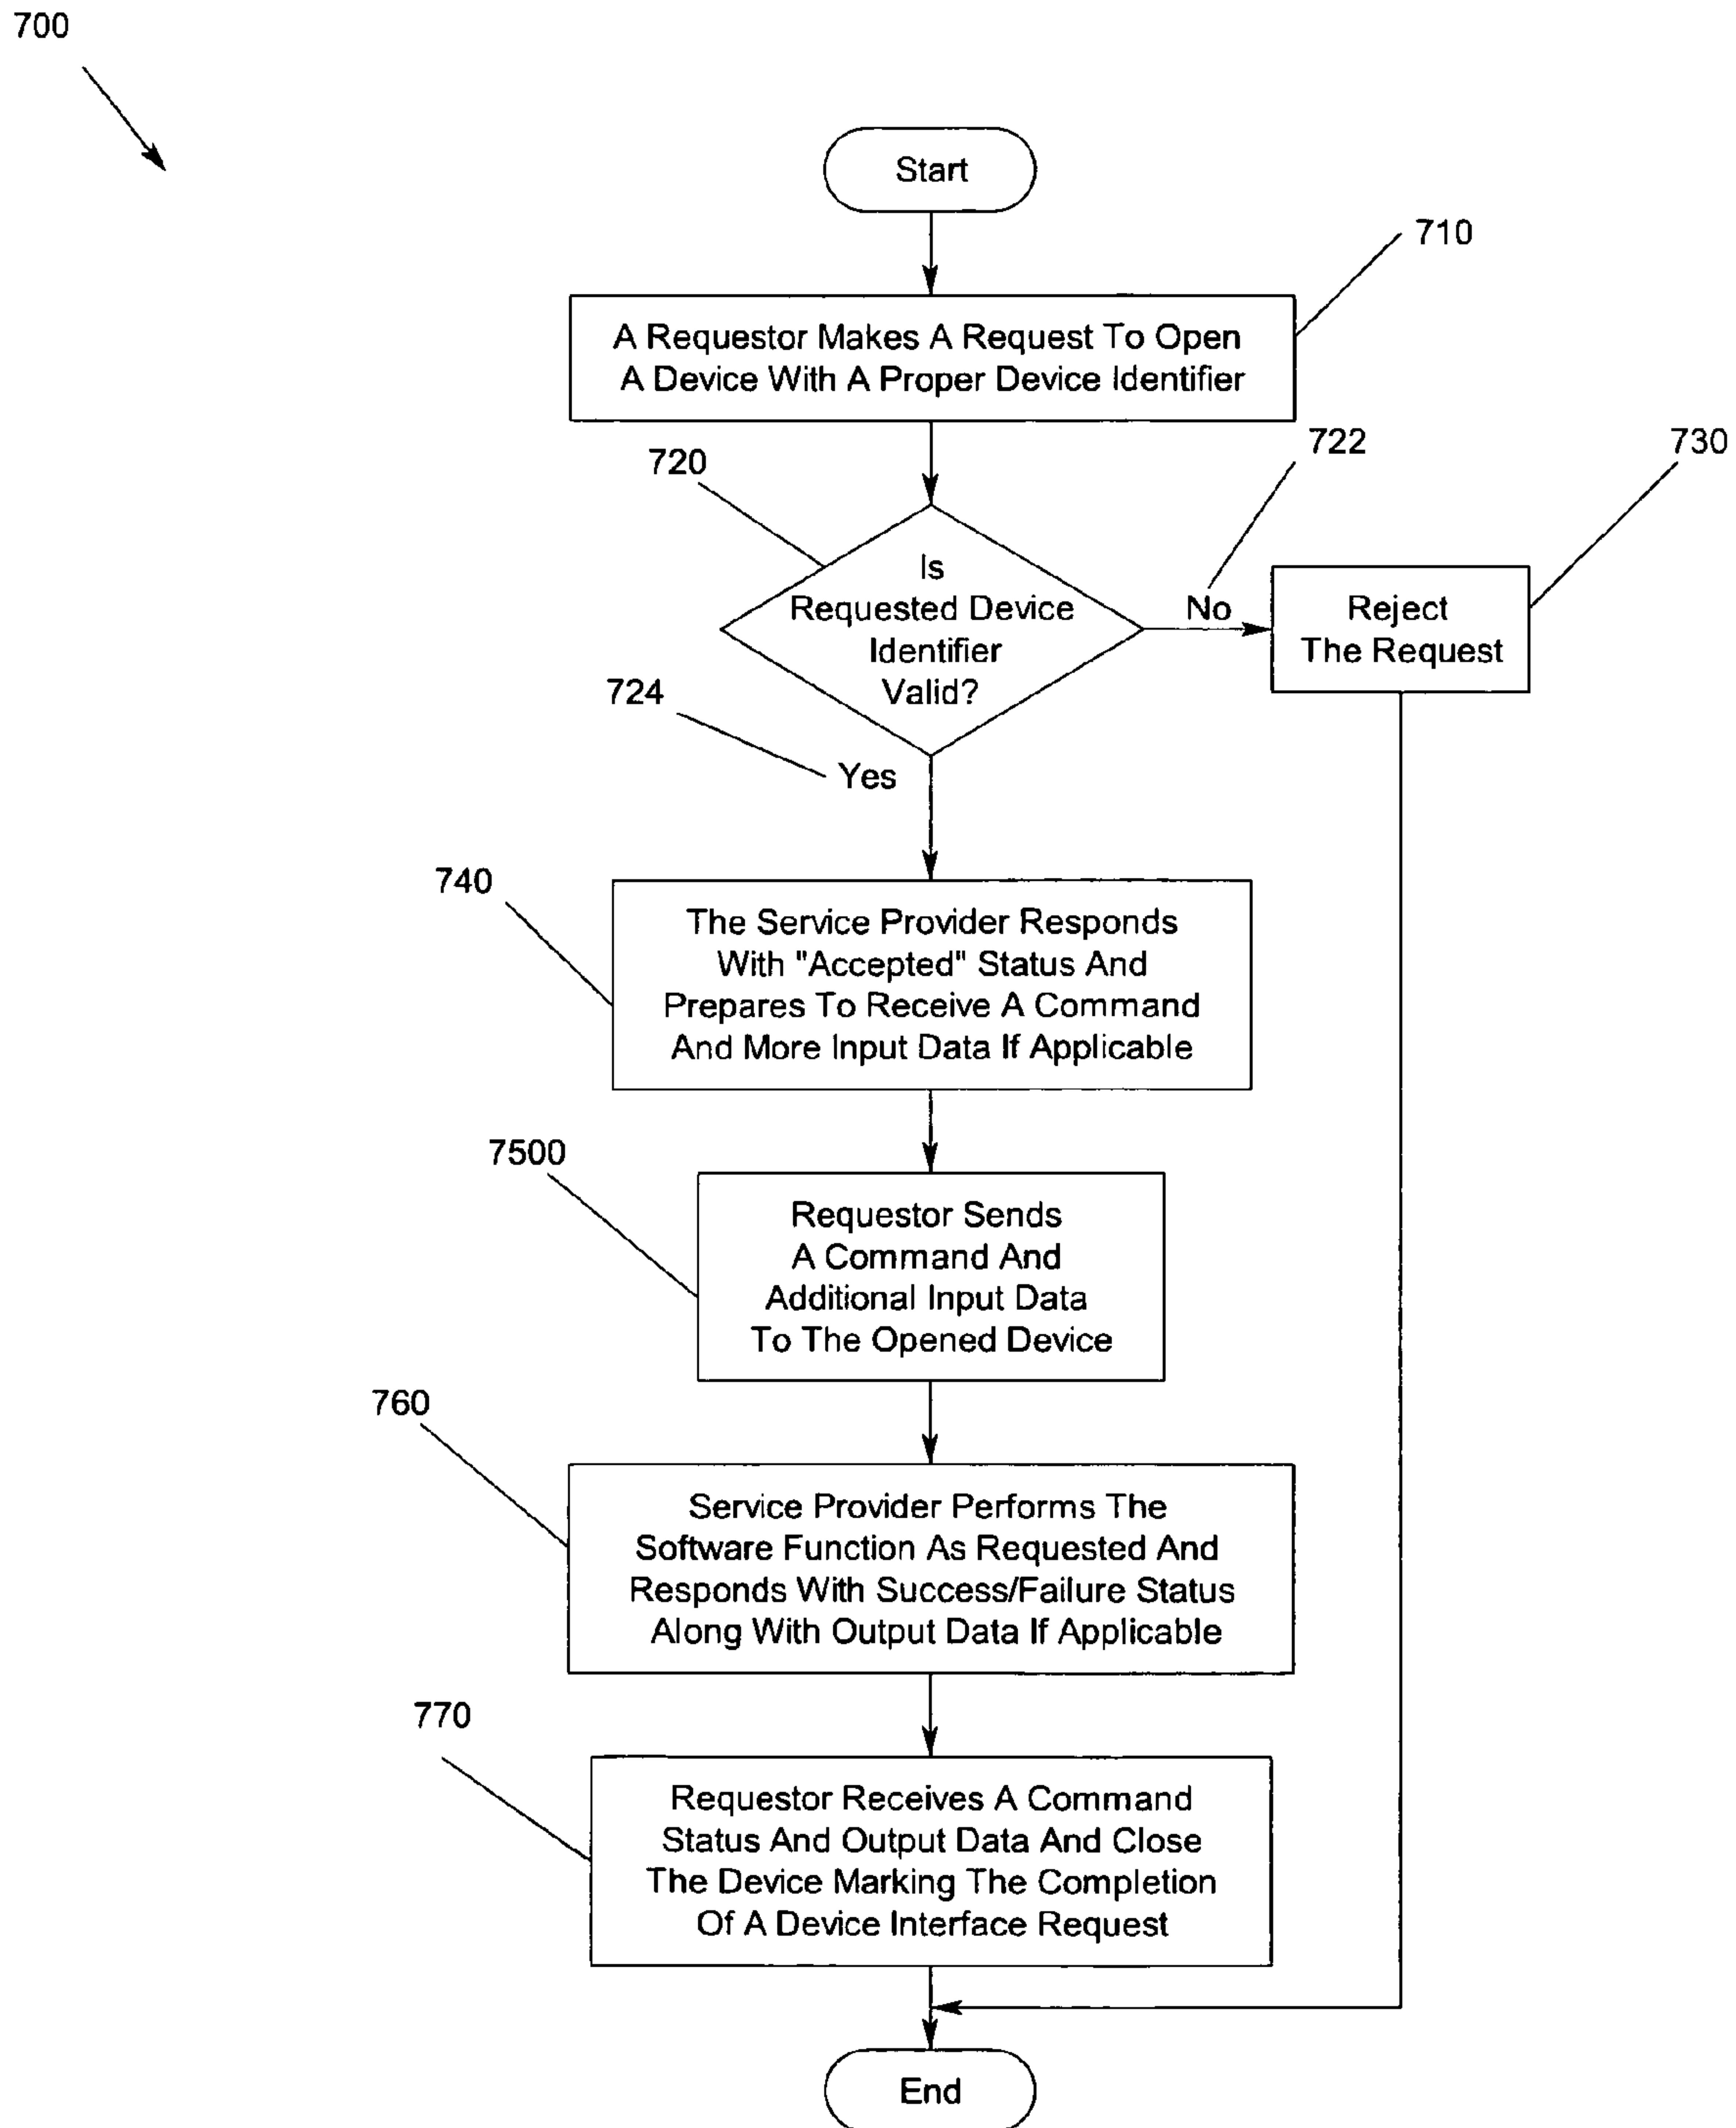 700
Start
710
A Requestor Makes A Request To Open
A Device With A Proper Device Identifier
720
722
730
Is
Requested Device
Identifier
Valid?
No
Reject
The Request
724
Yes
740
The Service Provider Responds
With "Accepted" Status And
Prepares To Receive A Command
And More Input Data If Applicable
7500
Requestor Sends
A Command And
Additional Input Data
To The Opened Device
760
Service Provider Performs The
Software Function As Requested And
Responds With Success/Failure Status
Along With Output Data If Applicable
770
Requestor Receives A Command
Status And Output Data And Close
The Device Marking The Completion
Of A Device Interface Request
End